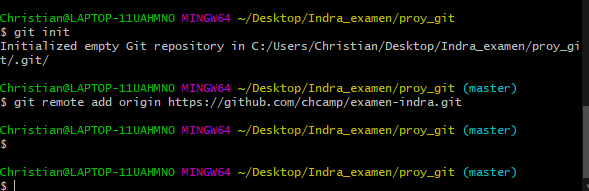 Christian@LAPTOP-11UAHMNO MINGW64 ~/Desktop/Indra_examen/proy_git
$ git init
Initialized empty Git repository in C:/Users/Christian/Desktop/Indra_examen/proy_gi
t/.git/
Christian@LAPTOP-11UAHMNO MINGW64 ~/Desktop/Indra_examen/proy_git (master)
$ git remote add origin https://github.com/chcamp/examen-indra.git
Christian@LAPTOP-11UAHMNO MINGW64 ~/Desktop/Indra_examen/proy_git (master)
$
Christian@LAPTOP-11UAHMNO MINGW64 ~/Desktop/Indra_examen/proy_git (master)
$